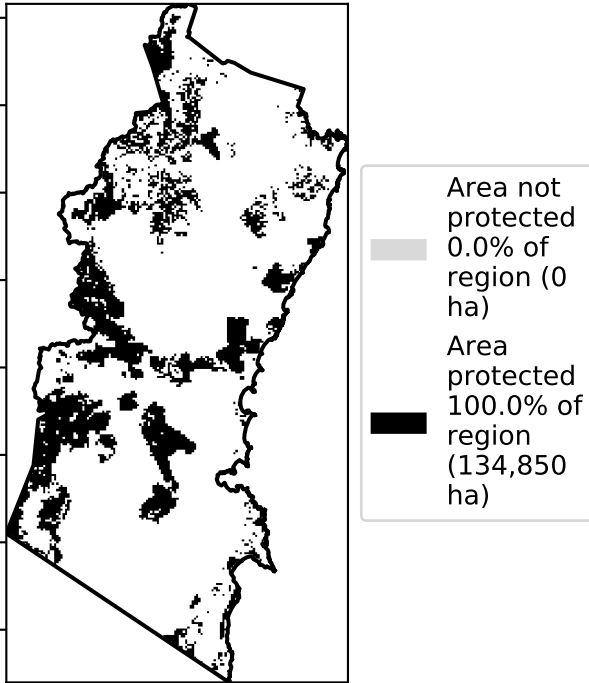 Area not
protected
0.0% of
region (0
ha)
Area
protected
100.0% of
region
(134,850
ha)